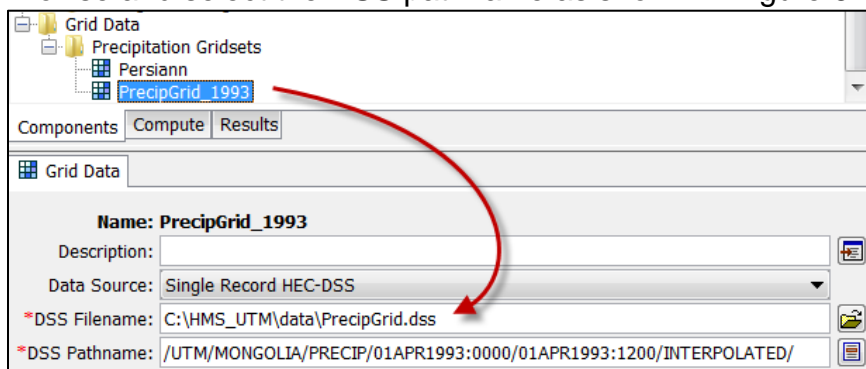 Grid Data
Precipitation Gridsets
Persiann
PrecipGrid_1993
Components Compute Results
Grid Data
Name: PrecipGrid_1993
Description:
Data Source: Single Record HEC-DSS
*DSS Filename: C:\HMS_UTM\data\PrecipGrid.dss
*DSS Pathname: /UTM/MONGOLIA/PRECIP/01APR1993:0000/01APR1993:1200/INTERPOLATED/